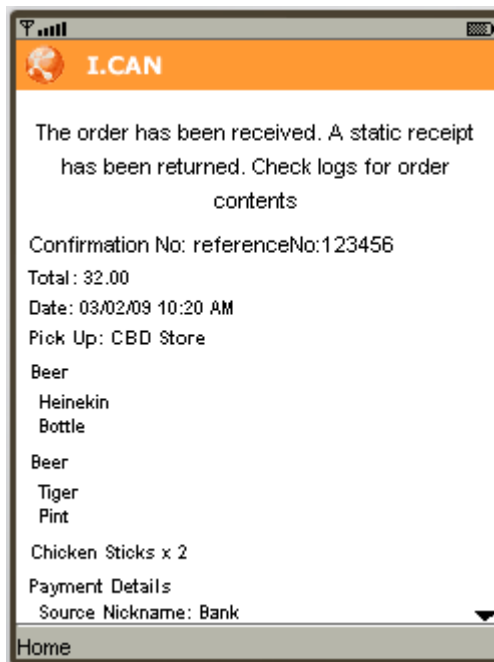 I.CAN
The order has been received. A static receipt
has been returned. Check logs for order
contents
Confirmation No: referenceNo:123456
Total: 32.00
Date: 03/02/09 10:20 AM
Pick Up: CBD Store
Beer
Heinekin
Bottle
Beer
Tiger
Pint
Chicken Sticks x 2
Payment Details
Source Nickname: Bank
Home